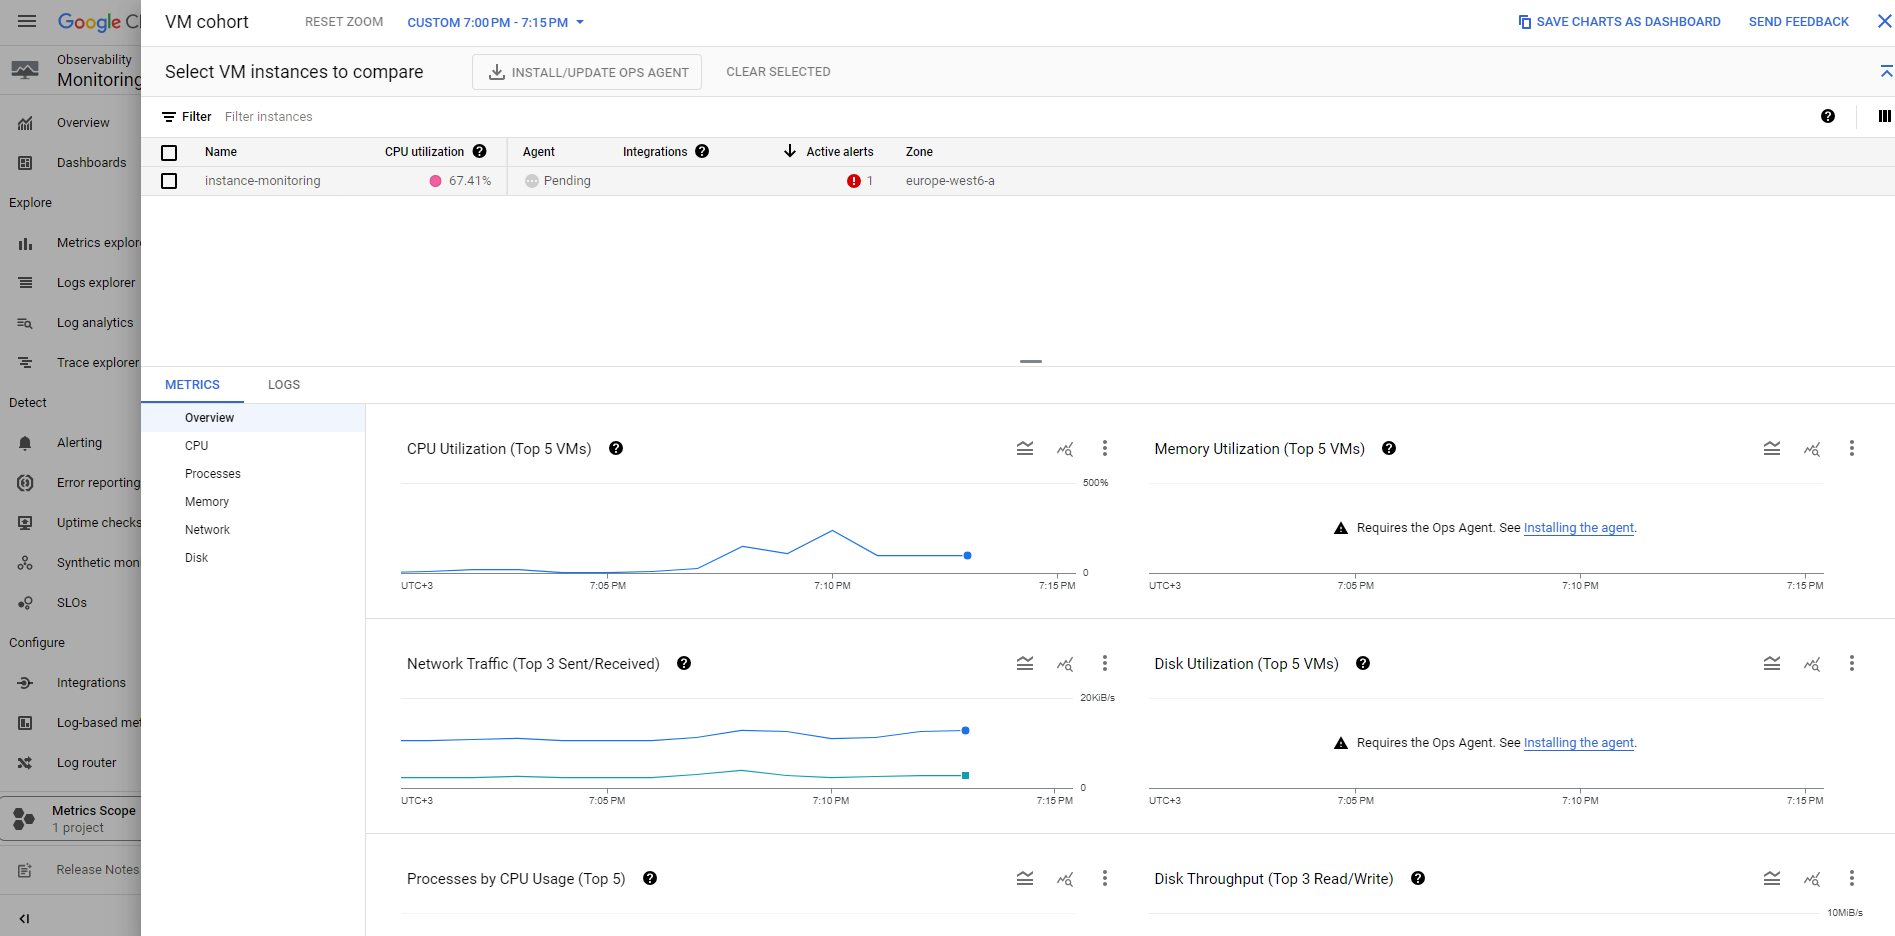 Google Cl
VM cohort
RESET ZOOM
CUSTOM 7:00 PM - 7:15 PM
SAVE CHARTS AS DASHBOARD
SEND FEEDBACK
Observability
Monitoring
Overview
Dashboards
Explore
Metrics explore
Logs explorer
Log analytics
Trace explorer
Detect
Alerting
Error reporting
Uptime checks
Synthetic moni
SLOs
Configure
Integrations
Log-based met
Log router
Metrics Scope
1 project
Release Notes
Select VM instances to compare
INSTALL/UPDATE OPS AGENT
CLEAR SELECTED
Filter Filter instances
Name CPU utilization Agent Integrations Active alerts Zone
instance-monitoring 67.41% Pending 1 europe-west6-a
METRICS
LOGS
Overview
CPU
Processes
Memory
Network
Disk
CPU Utilization (Top 5 VMs)
500%
0
UTC+3 7:05 PM 7:10 PM 7:15 PM
Memory Utilization (Top 5 VMs)
Requires the Ops Agent. See Installing the agent.
UTC+3 7:05 PM 7:10 PM 7:15 PM
Network Traffic (Top 3 Sent/Received)
20KiB/s
0
UTC+3 7:05 PM 7:10 PM 7:15 PM
Disk Utilization (Top 5 VMs)
Requires the Ops Agent. See Installing the agent.
UTC+3 7:05 PM 7:10 PM 7:15 PM
Processes by CPU Usage (Top 5)
Disk Throughput (Top 3 Read/Write)
10MiB/s